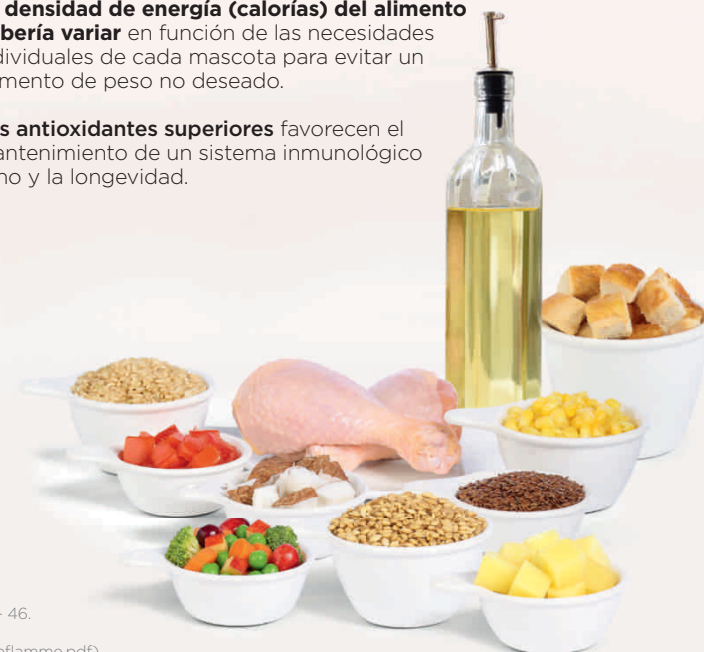 densidad de energía (calorías) del alimento
bería variar en función de las necesidades
dividuales de cada mascota para evitar un
mento de peso no deseado.
s antioxidantes superiores favorecen el
antenimiento de un sistema inmunológico
no y la longevidad.
- 46.
nflamme.pdf)